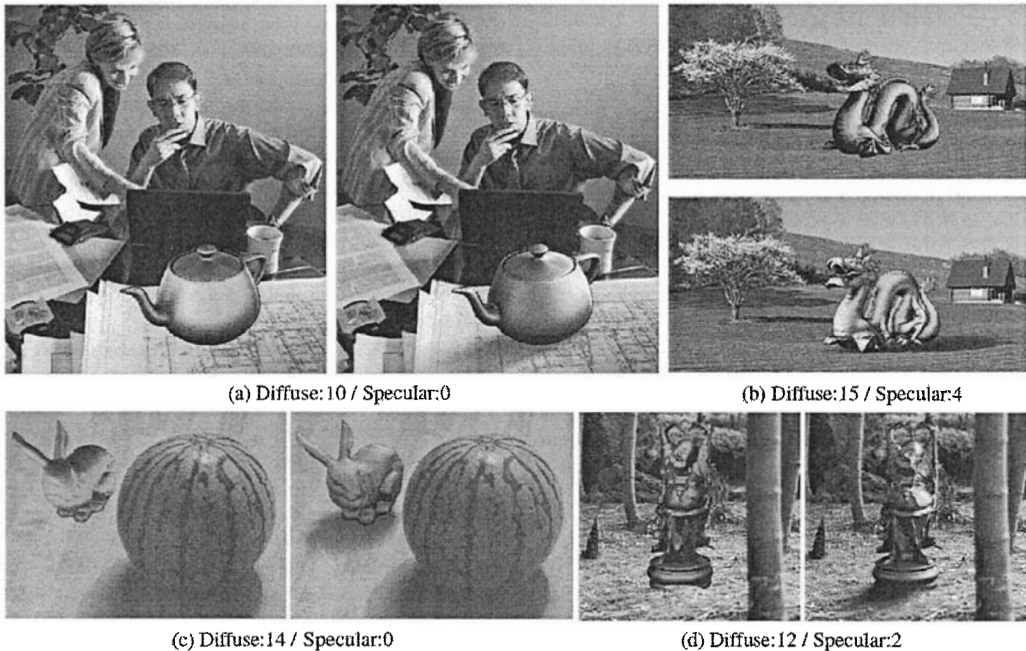 (a) Diffuse:10 / Specular:0
(b) Diffuse:15 / Specular:4
(c) Diffuse:14 / Specular:0
(d) Diffuse:12 / Specular:2